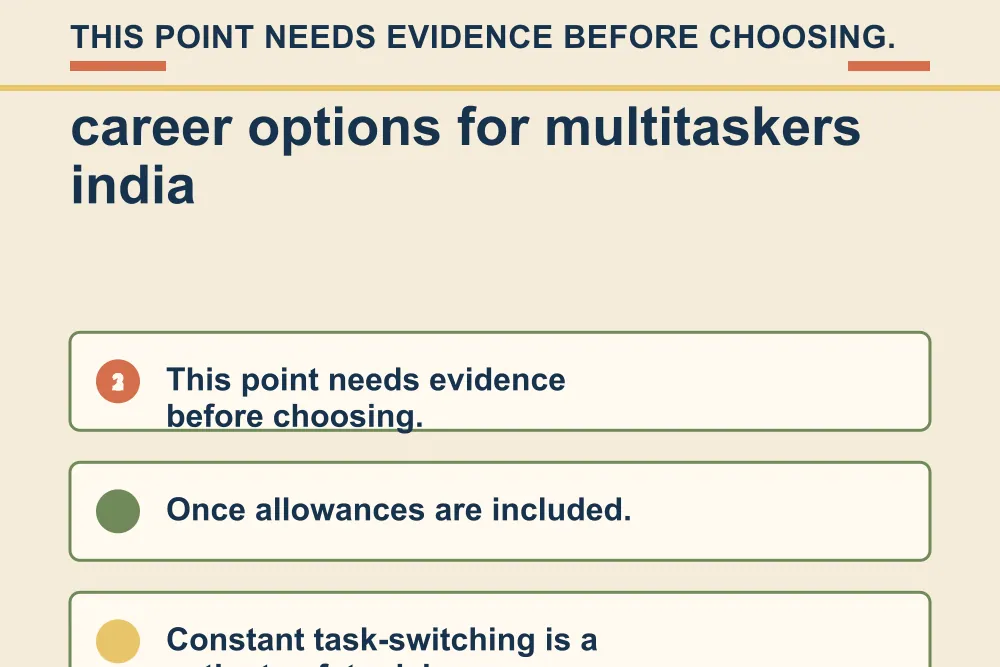 THIS POINT NEEDS EVIDENCE BEFORE CHOOSING.
career options for multitaskers
india
This point needs evidence
before choosing.
Once allowances are included.
Constant task-switching is a